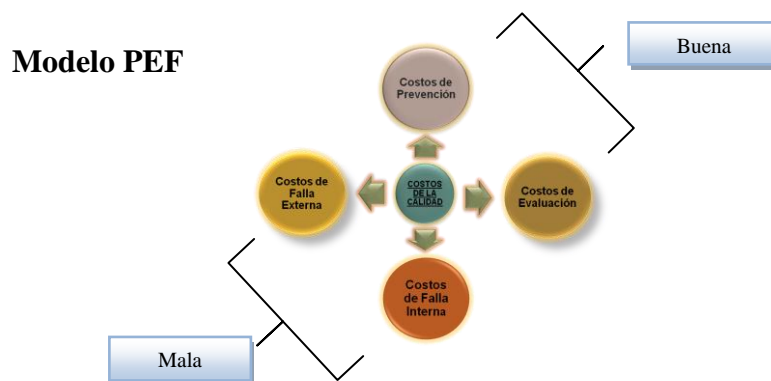 Modelo PEF
Buena
Costos de
Prevención
Costos de
Falla
Externa
COSTOS
DE LA
CALIDAD
Costos de
Evaluación
Costos
de Falla
Interna
Mala